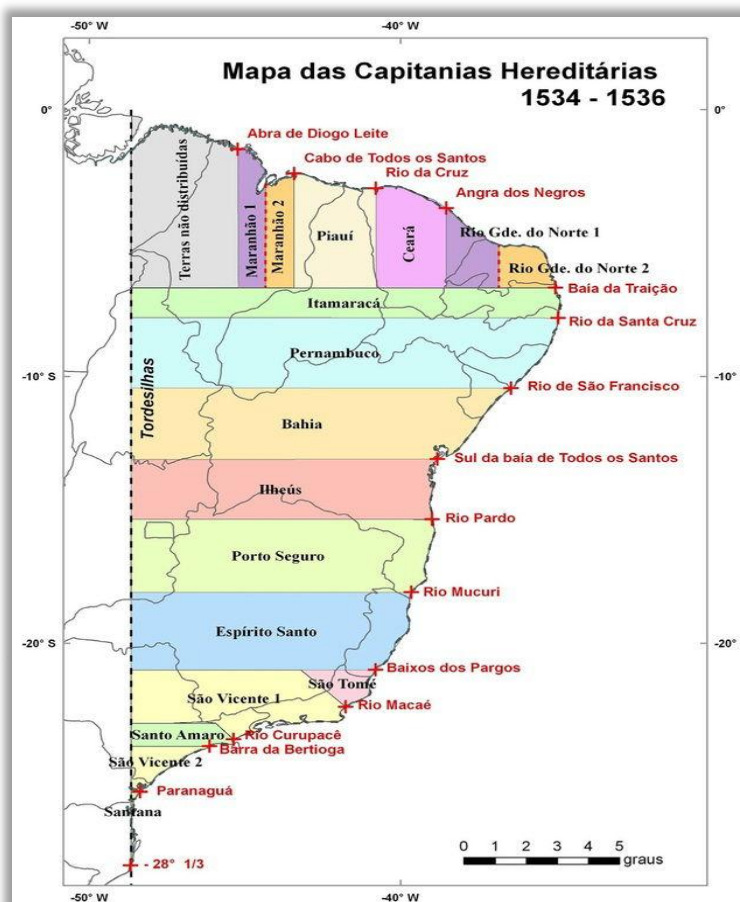 -50° W
-40° W
Mapa das Capitanias Hereditárias
1534 - 1536
0°
0°
Abra de Diogo Leite
Cabo de Todos os Santos
Rio da Cruz
Angra dos Negros
Terras não distribuídas
Maranhão 1
Maranhão 2
Piauí
Ceará
Rio Gde. do Norte 1
Rio Gde. do Norte 2
Baía da Traição
Itamaracá
Rio da Santa Cruz
Pernambuco
-10° S
-10° S
Rio de São Francisco
Tordesilhas
Bahia
Sul da baía de Todos os Santos
Ilheús
Rio Pardo
Porto Seguro
Rio Mucuri
Espírito Santo
-20° S
-20° S
Baixos dos Pargos
São Tomé
São Vicente 1
Rio Macaé
Santo Amaro
Rio Curupacê
Barra da Bertioga
São Vicente 2
Paranaguá
Santana
- 28° 1/3
0 1 2 3 4 5
graus
-50° W
-40° W